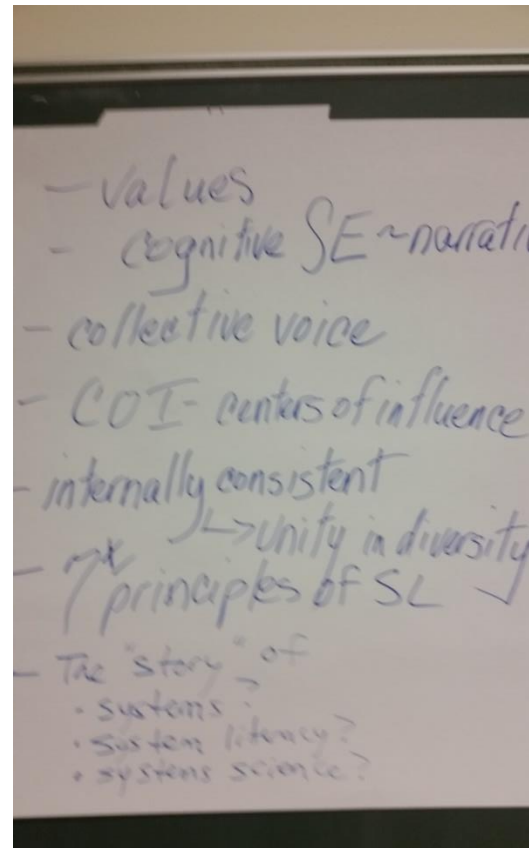 - values
- cognitive SE ~ narrati
- collective voice
- COI - centers of influence
- internally consistent
↳ unity in diversity
- principles of SL
- The "story" of
• systems?
• system literacy?
• systems science?